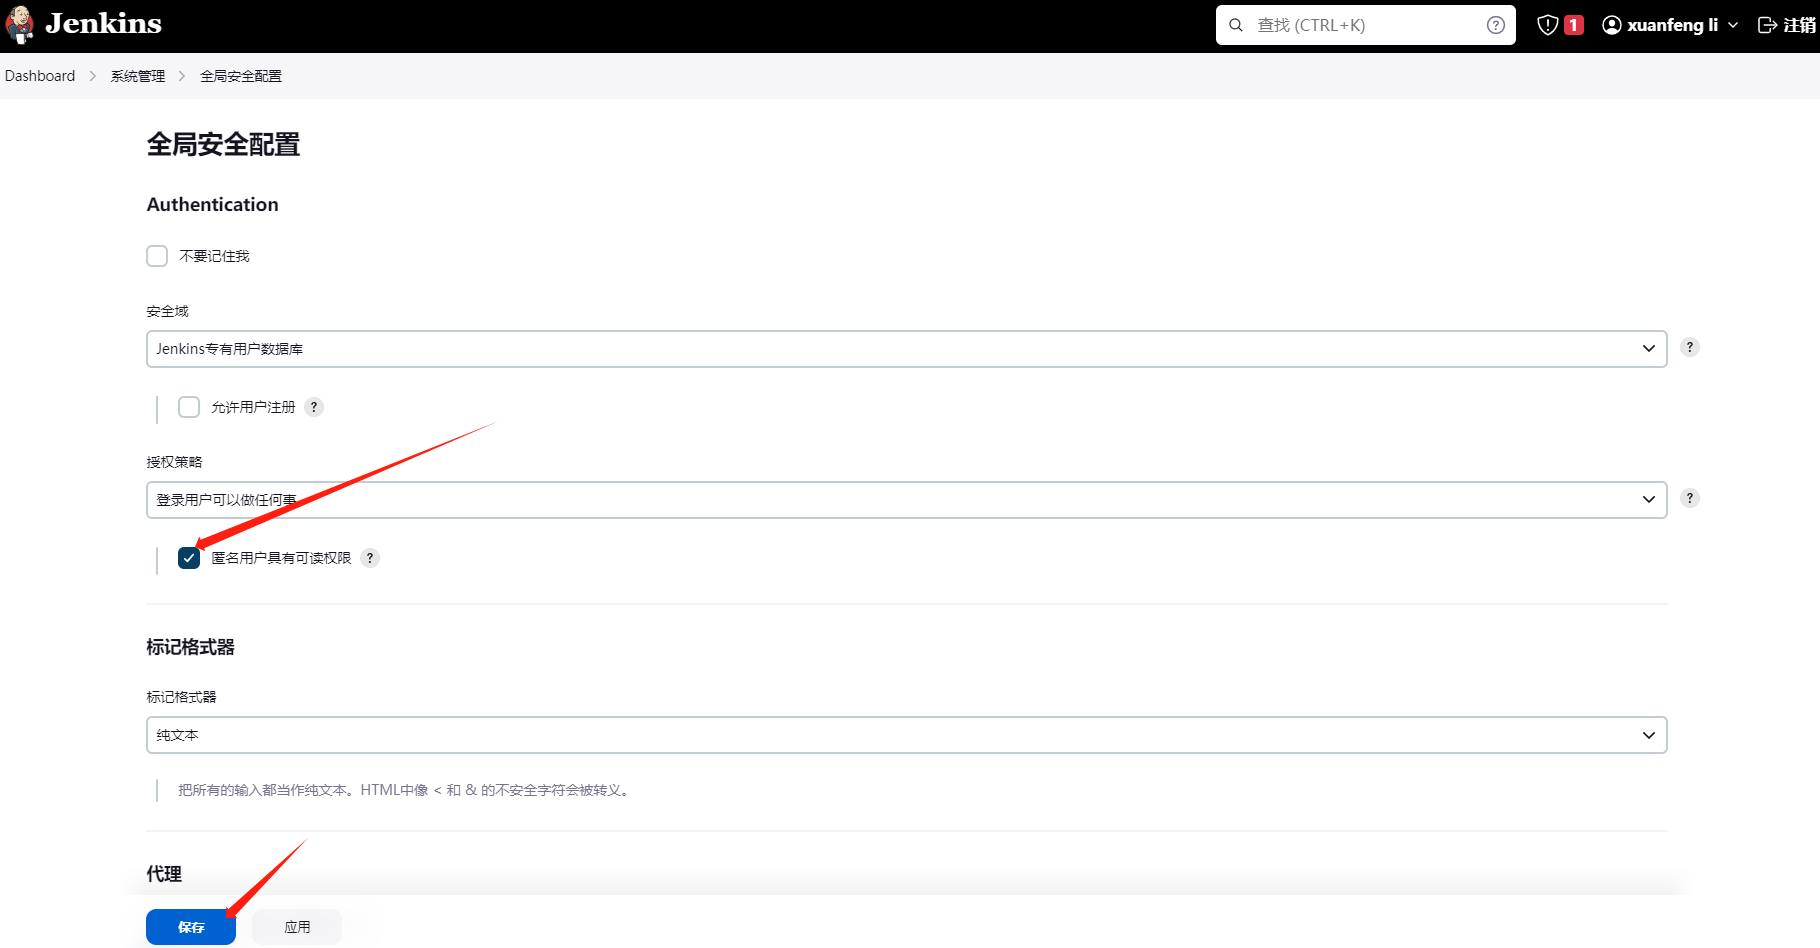 Jenkins
查找 (CTRL+K)
?
1
xuanfeng li
注销
Dashboard
系统管理
全局安全配置
全局安全配置
Authentication
不要记住我
安全域
Jenkins专有用户数据库
?
允许用户注册 ?
授权策略
登录用户可以做任何事
?
匿名用户具有可读权限 ?
标记格式器
标记格式器
纯文本
把所有的输入都当作纯文本。HTML中像 < 和 & 的不安全字符会被转义。
代理
保存
应用